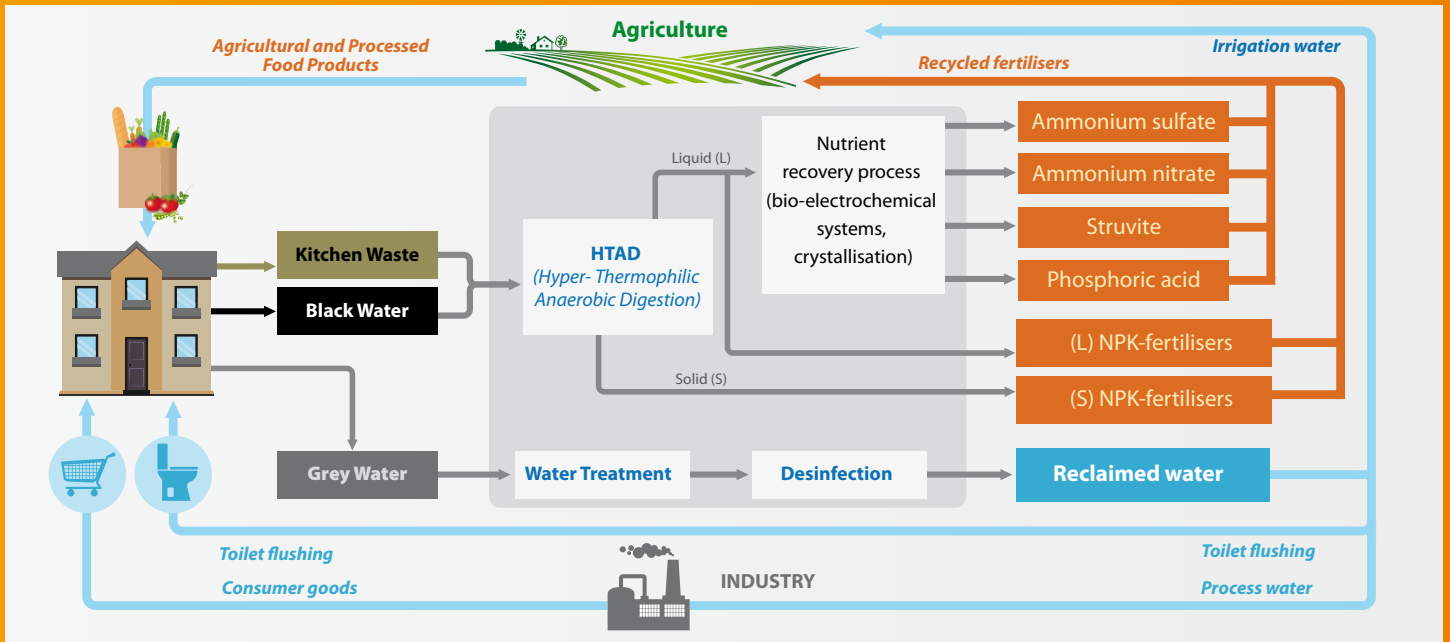 Agriculture
Agricultural and Processed
Food Products
Irrigation water
Recycled fertilisers
Ammonium sulfate
Nutrient
recovery process
(bio-electrochemical
systems,
crystallisation)
Liquid (L)
Ammonium nitrate
Struvite
Phosphoric acid
Kitchen Waste
Black Water
HTAD
(Hyper- Thermophilic
Anaerobic Digestion)
(L) NPK-fertilisers
Solid (S)
(S) NPK-fertilisers
Grey Water
Water Treatment
Desinfection
Reclaimed water
Toilet flushing
Consumer goods
INDUSTRY
Toilet flushing
Process water